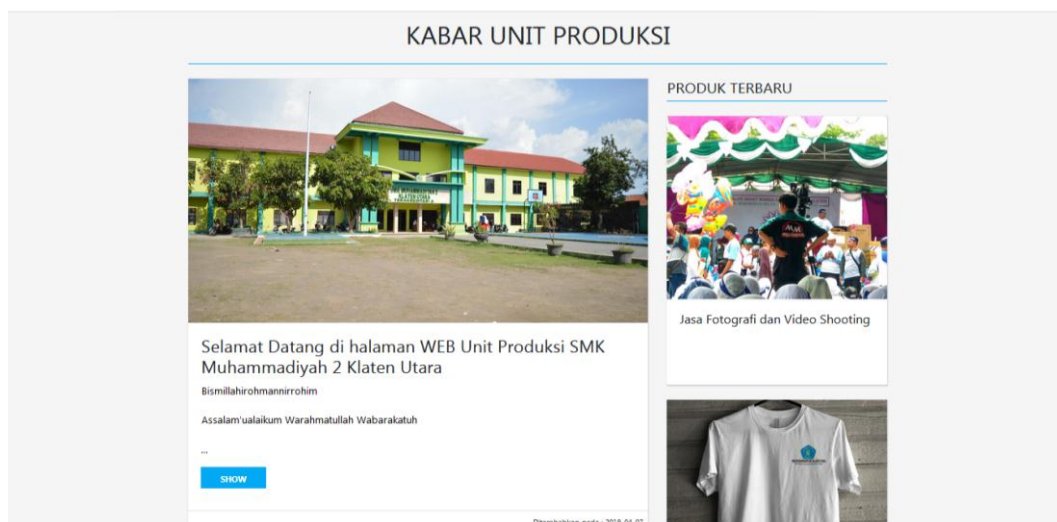 KABAR UNIT PRODUKSI
Selamat Datang di halaman WEB Unit Produksi SMK
Muhammadiyah 2 Klaten Utara
Bismillahirohmannirrohim
Assalam'ualaikum Warahmatullah Wabarakatuh
...
SHOW
PRODUK TERBARU
Jasa Fotografi dan Video Shooting